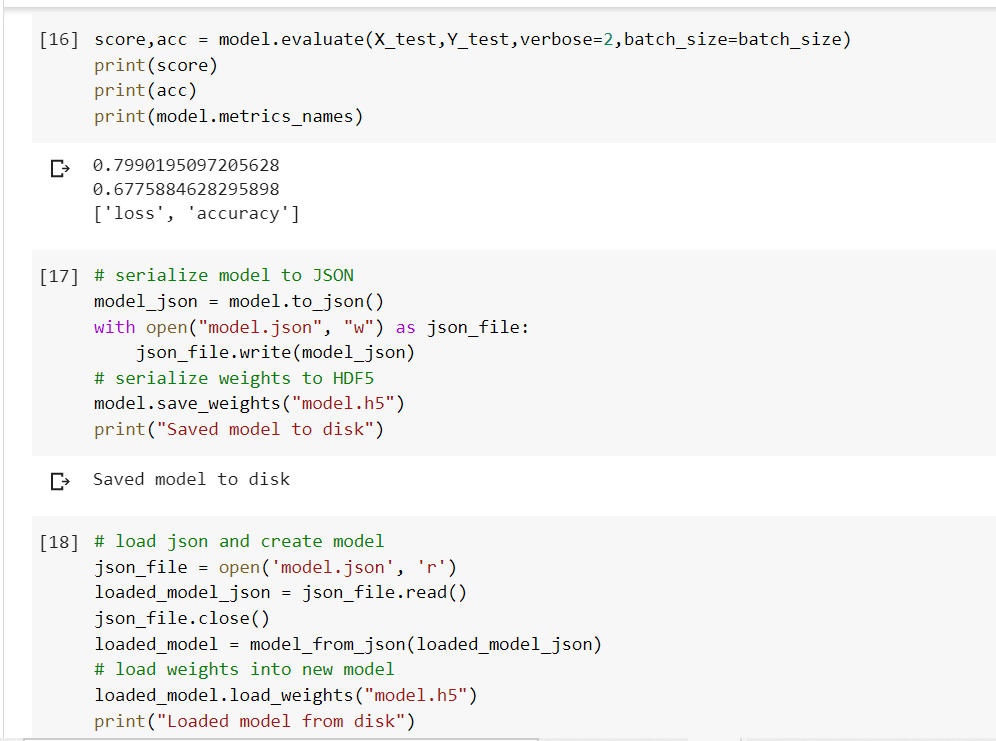 [16] score,acc = model.evaluate(X_test,Y_test,verbose=2,batch_size=batch_size)
print(score)
print(acc)
print(model.metrics_names)
0.7990195097205628
0.6775884628295898
['loss', 'accuracy']
[17] # serialize model to JSON
model_json = model.to_json()
with open("model.json", "w") as json_file:
    json_file.write(model_json)
# serialize weights to HDF5
model.save_weights("model.h5")
print("Saved model to disk")
Saved model to disk
[18] # load json and create model
json_file = open('model.json', 'r')
loaded_model_json = json_file.read()
json_file.close()
loaded_model = model_from_json(loaded_model_json)
# load weights into new model
loaded_model.load_weights("model.h5")
print("Loaded model from disk")